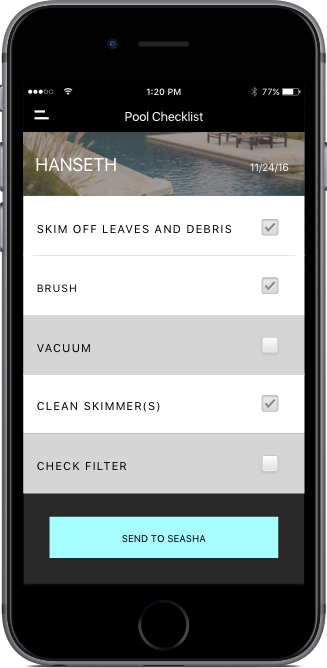 1:20 PM
77%
Pool Checklist
HANSETH
11/24/16
SKIM OFF LEAVES AND DEBRIS
BRUSH
VACUUM
CLEAN SKIMMER(S)
CHECK FILTER
SEND TO SEASHA